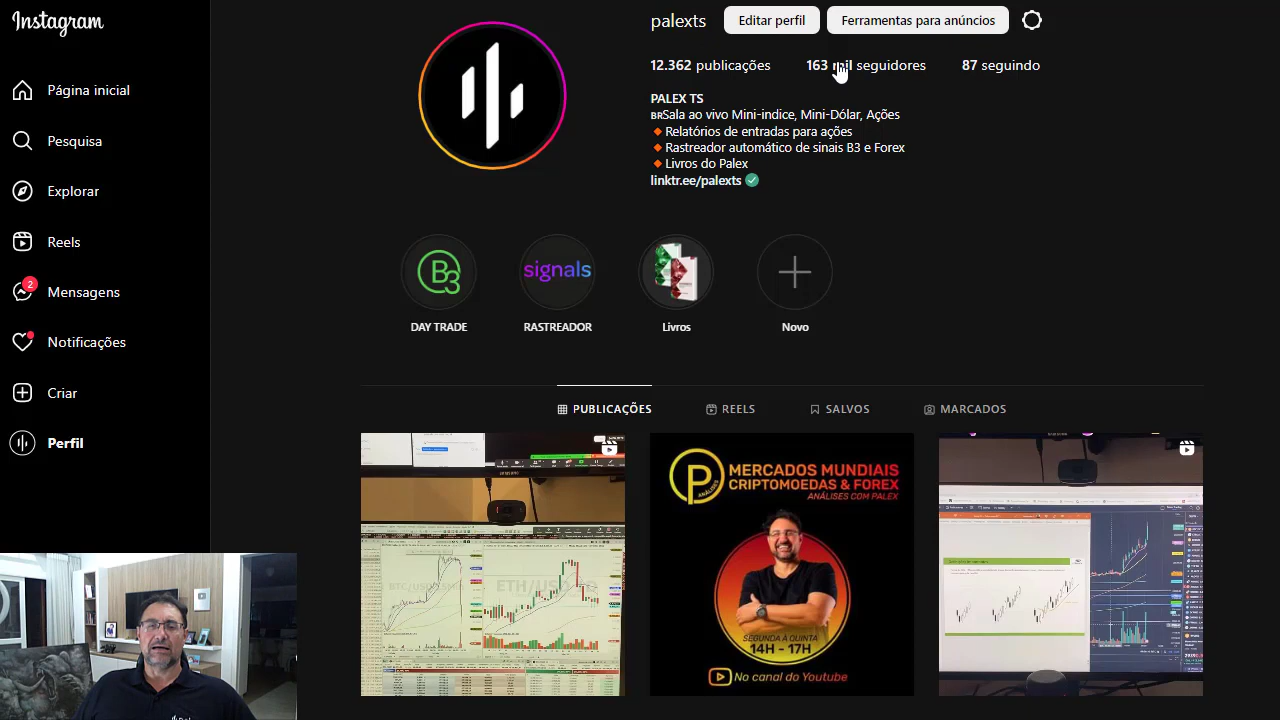 Instagram
Página inicial
Pesquisa
Explorar
Reels
2
Mensagens
Notificações
Criar
Perfil
palexts
Editar perfil
Ferramentas para anúncios
12.362 publicações
163 mil seguidores
87 seguindo
PALEX TS
BRSala ao vivo Mini-indice, Mini-Dólar, Ações
Relatórios de entradas para ações
Rastreador automático de sinais B3 e Forex
Livros do Palex
linktr.ee/palexts
B3
signals
DAY TRADE
RASTREADOR
Livros
Novo
PUBLICAÇÕES
REELS
SALVOS
MARCADOS
ETH/USD
P
ANÁLISES
MERCADOS MUNDIAIS
CRIPTOMOEDAS & FOREX
ANÁLISES COM PALEX
SEGUNDA A QUINTA
14H - 17H
No canal do Youtube